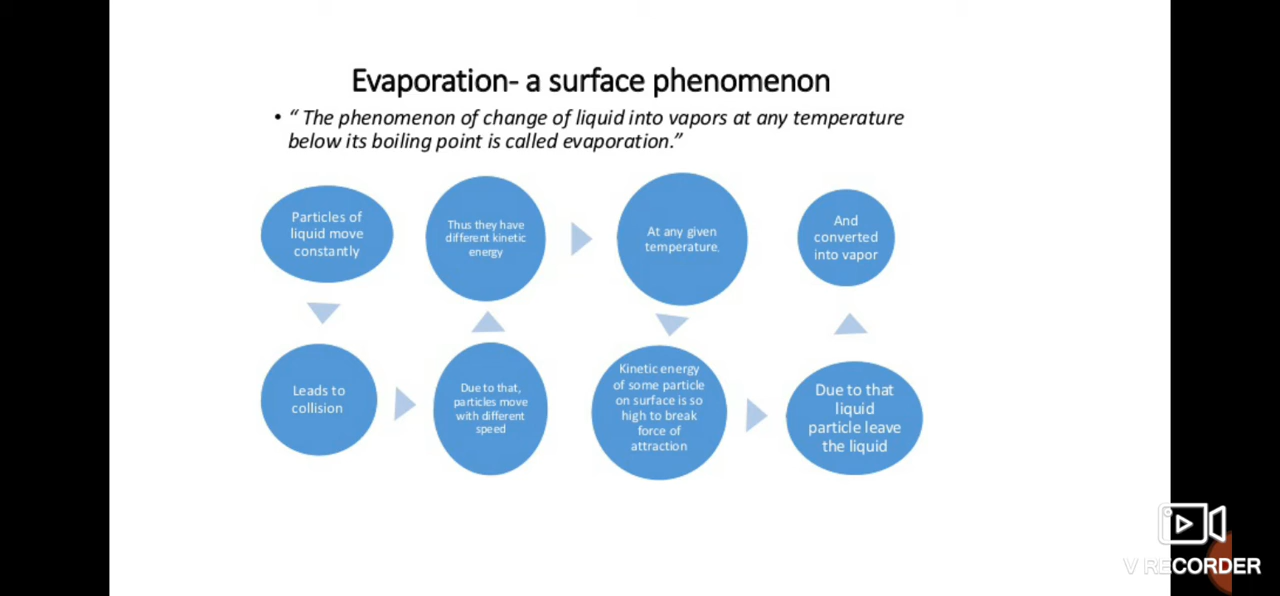 Evaporation- a surface phenomenon
• “ The phenomenon of change of liquid into vapors at any temperature
below its boiling point is called evaporation.”
Particles of
liquid move
constantly
Leads to
collision
Due to that,
particles move
with different
speed
Thus they have
different kinetic
energy
At any given
temperature.
Kinetic energy
of some particle
on surface is so
high to break
force of
attraction
Due to that
liquid
particle leave
the liquid
And
converted
into vapor
V RECORDER